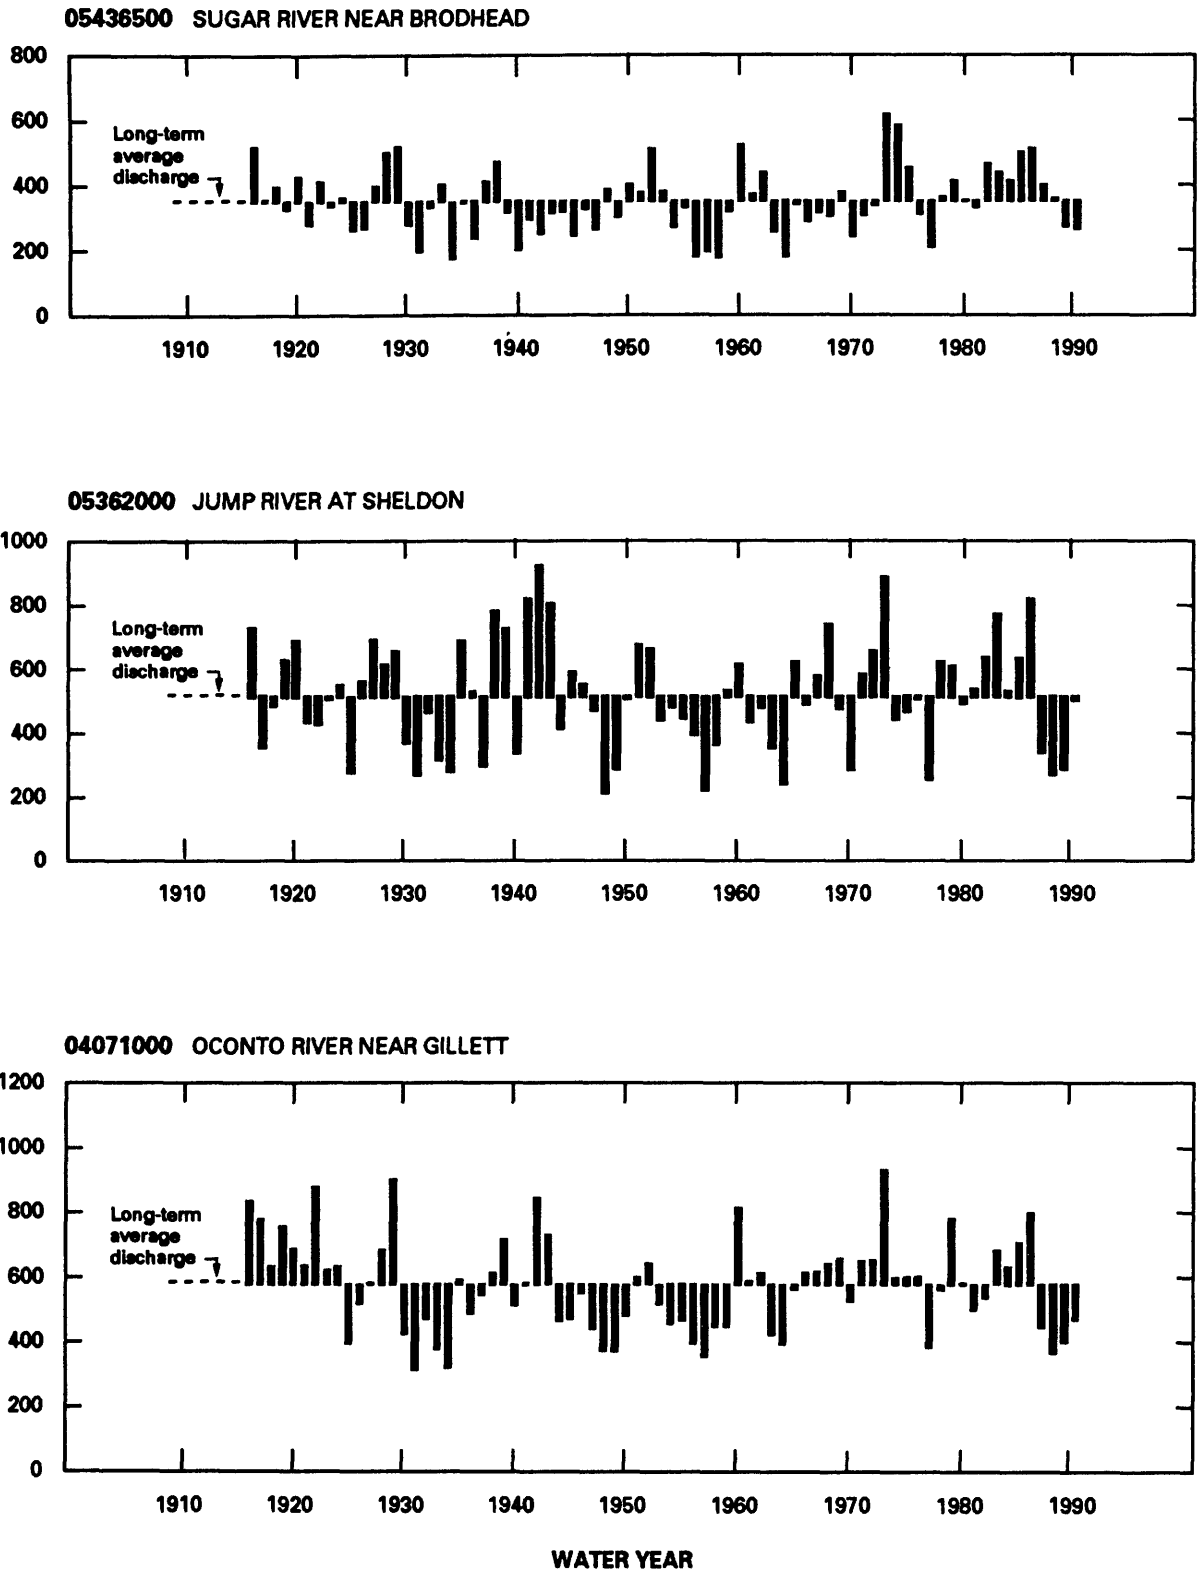 05436500 SUGAR RIVER NEAR BRODHEAD
800
600
400
200
0
Long-term
average
discharge
1910 1920 1930 1940 1950 1960 1970 1980 1990
05362000 JUMP RIVER AT SHELDON
1000
800
600
400
200
0
Long-term
average
discharge
1910 1920 1930 1940 1950 1960 1970 1980 1990
04071000 OCONTO RIVER NEAR GILLETT
1200
1000
800
600
400
200
0
Long-term
average
discharge
1910 1920 1930 1940 1950 1960 1970 1980 1990
WATER YEAR